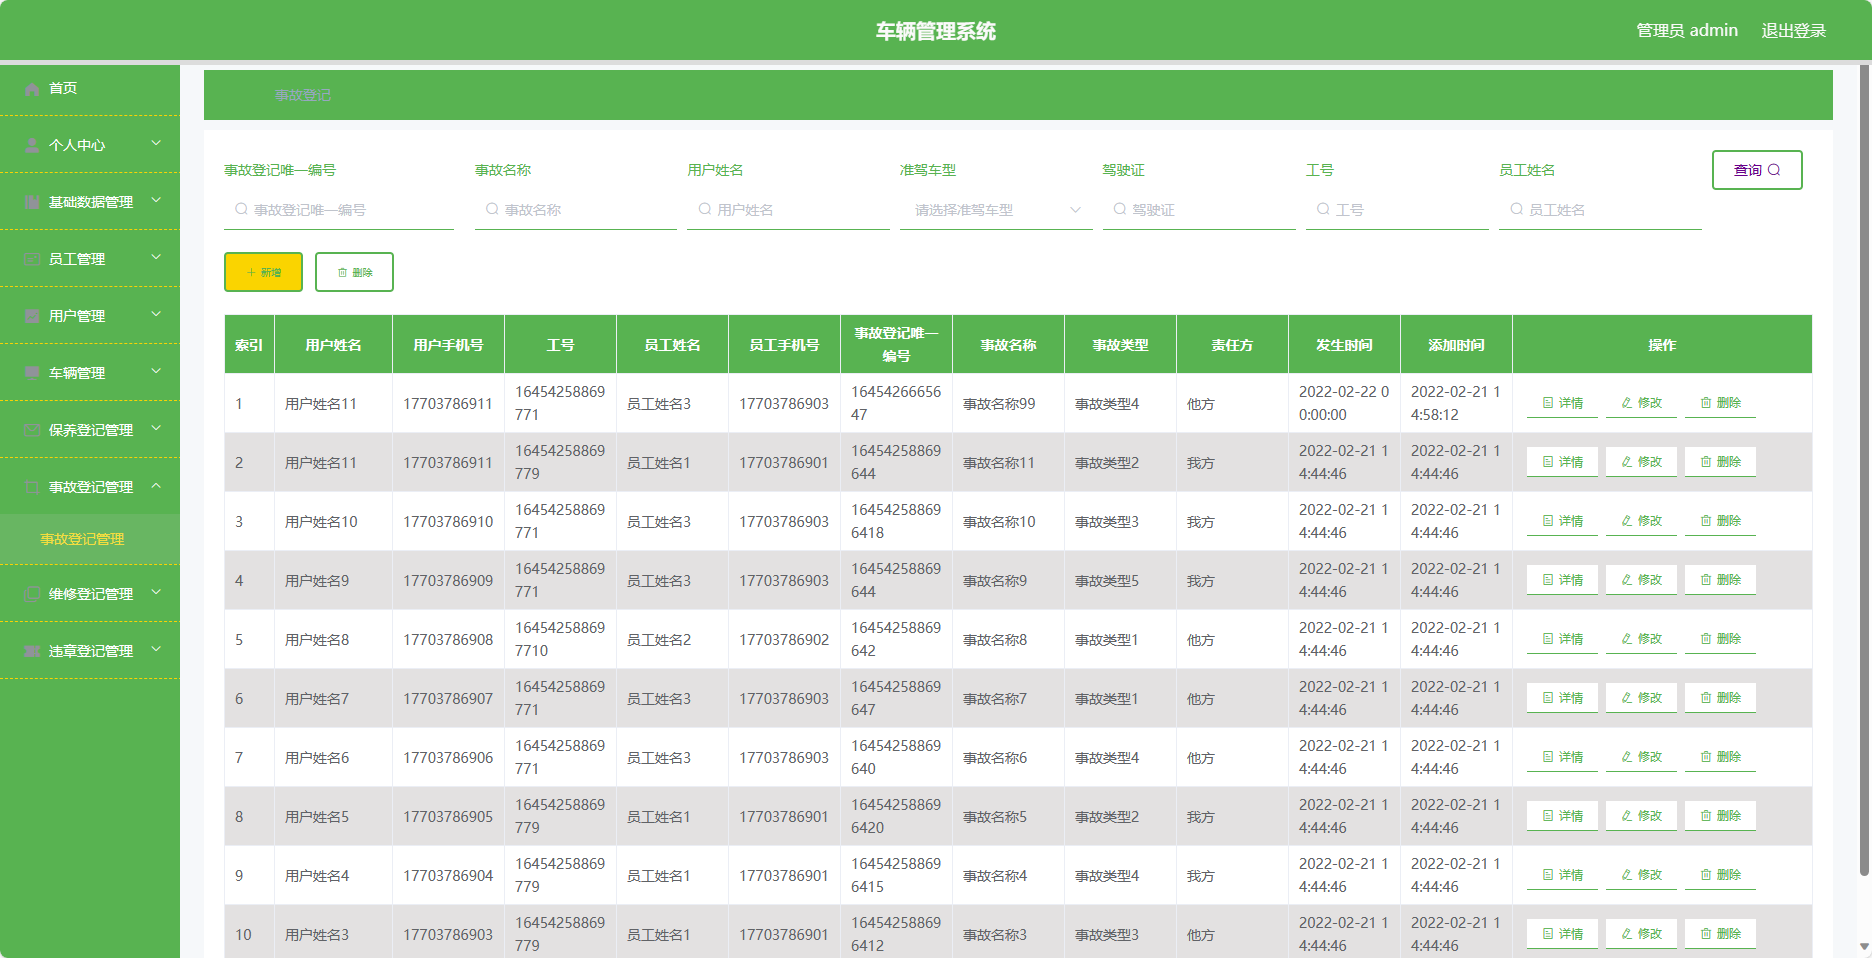 车辆管理系统
管理员 admin 退出登录
首页
个人中心
基础数据管理
员工管理
用户管理
车辆管理
保养登记管理
事故登记管理
事故登记管理
维修登记管理
违章登记管理
事故登记
事故登记唯一编号 事故名称 用户姓名 准驾车型 驾驶证 工号 员工姓名 查询
事故登记唯一编号 事故名称 用户姓名 请选择准驾车型 驾驶证 工号 员工姓名
新增 删除
索引 用户姓名 用户手机号 工号 员工姓名 员工手机号 事故登记唯一编号 事故名称 事故类型 责任方 发生时间 添加时间 操作
1 用户姓名11 17703786911 16454258869771 员工姓名3 17703786903 1645426665647 事故名称99 事故类型4 他方 2022-02-22 00:00:00 2022-02-21 14:58:12 详情 修改 删除
2 用户姓名11 17703786911 16454258869779 员工姓名1 17703786901 16454258869644 事故名称11 事故类型2 我方 2022-02-21 14:44:46 2022-02-21 14:44:46 详情 修改 删除
3 用户姓名10 17703786910 16454258869771 员工姓名3 17703786903 164542588696418 事故名称10 事故类型3 我方 2022-02-21 14:44:46 2022-02-21 14:44:46 详情 修改 删除
4 用户姓名9 17703786909 16454258869771 员工姓名3 17703786903 16454258869644 事故名称9 事故类型5 我方 2022-02-21 14:44:46 2022-02-21 14:44:46 详情 修改 删除
5 用户姓名8 17703786908 164542588697710 员工姓名2 17703786902 16454258869642 事故名称8 事故类型1 他方 2022-02-21 14:44:46 2022-02-21 14:44:46 详情 修改 删除
6 用户姓名7 17703786907 16454258869771 员工姓名3 17703786903 16454258869647 事故名称7 事故类型1 他方 2022-02-21 14:44:46 2022-02-21 14:44:46 详情 修改 删除
7 用户姓名6 17703786906 16454258869771 员工姓名3 17703786903 16454258869640 事故名称6 事故类型4 他方 2022-02-21 14:44:46 2022-02-21 14:44:46 详情 修改 删除
8 用户姓名5 17703786905 16454258869779 员工姓名1 17703786901 164542588696420 事故名称5 事故类型2 我方 2022-02-21 14:44:46 2022-02-21 14:44:46 详情 修改 删除
9 用户姓名4 17703786904 16454258869779 员工姓名1 17703786901 164542588696415 事故名称4 事故类型4 我方 2022-02-21 14:44:46 2022-02-21 14:44:46 详情 修改 删除
10 用户姓名3 17703786903 16454258869779 员工姓名1 17703786901 164542588696412 事故名称3 事故类型3 他方 2022-02-21 14:44:46 2022-02-21 14:44:46 详情 修改 删除